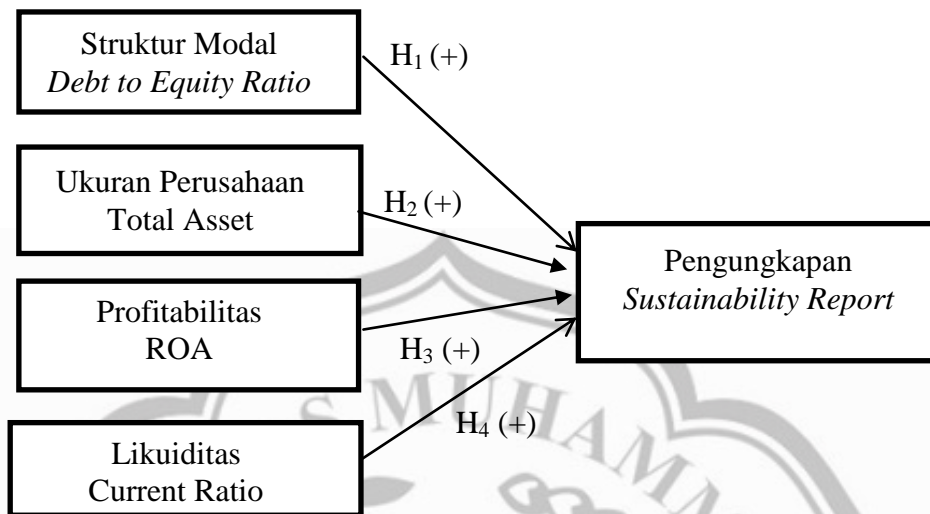 Struktur Modal
Debt to Equity Ratio
H₁ (+)
Ukuran Perusahaan
Total Asset
H₂ (+)
Pengungkapan
Sustainability Report
Profitabilitas
ROA
H₃ (+)
H₄ (+)
Likuiditas
Current Ratio
S MUHAMM